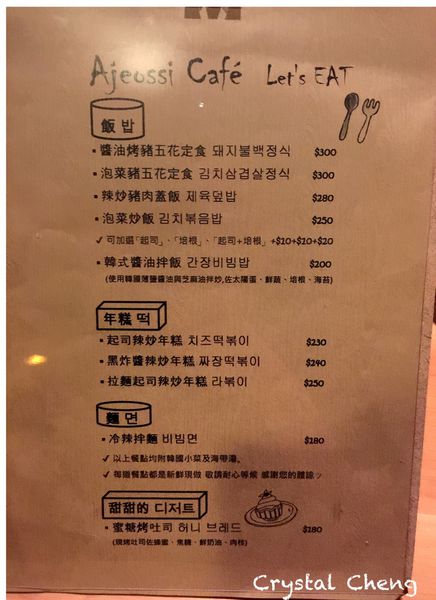 Ajeossi Café Let's EAT
飯 밥
▪ 醬油烤豬五花定食 돼지불백정식 $300
▪ 泡菜豬五花定食 김치삼겹살정식 $300
▪ 辣炒豬肉蓋飯 제육덮밥 $280
▪ 泡菜炒飯 김치볶음밥 $250
✓ 可加選「起司」、「培根」、「起司+培根」+$10+$10+$20
▪ 韓式醬油拌飯 간장비빔밥 $200
(使用韓國薄鹽醬油與芝麻油拌炒,佐太陽蛋、鮮蔬、培根、海苔)
年糕 떡
▪ 起司辣炒年糕 치즈떡볶이 $230
▪ 黑炸醬辣炒年糕 짜장떡볶이 $240
▪ 拉麵起司辣炒年糕 라볶이 $250
麵 면
▪ 冷辣拌麵 비빔면 $180
✓ 以上餐點均附韓國小菜及海帶湯。
✓ 每道餐點都是新鮮現做 敬請耐心等候 感謝您的體諒ッ
甜甜的 디저트
▪ 蜜糖烤吐司 허니 브레드 $180
(現烤吐司佐蜂蜜、焦糖、鮮奶油、肉桂)
Crystal Cheng